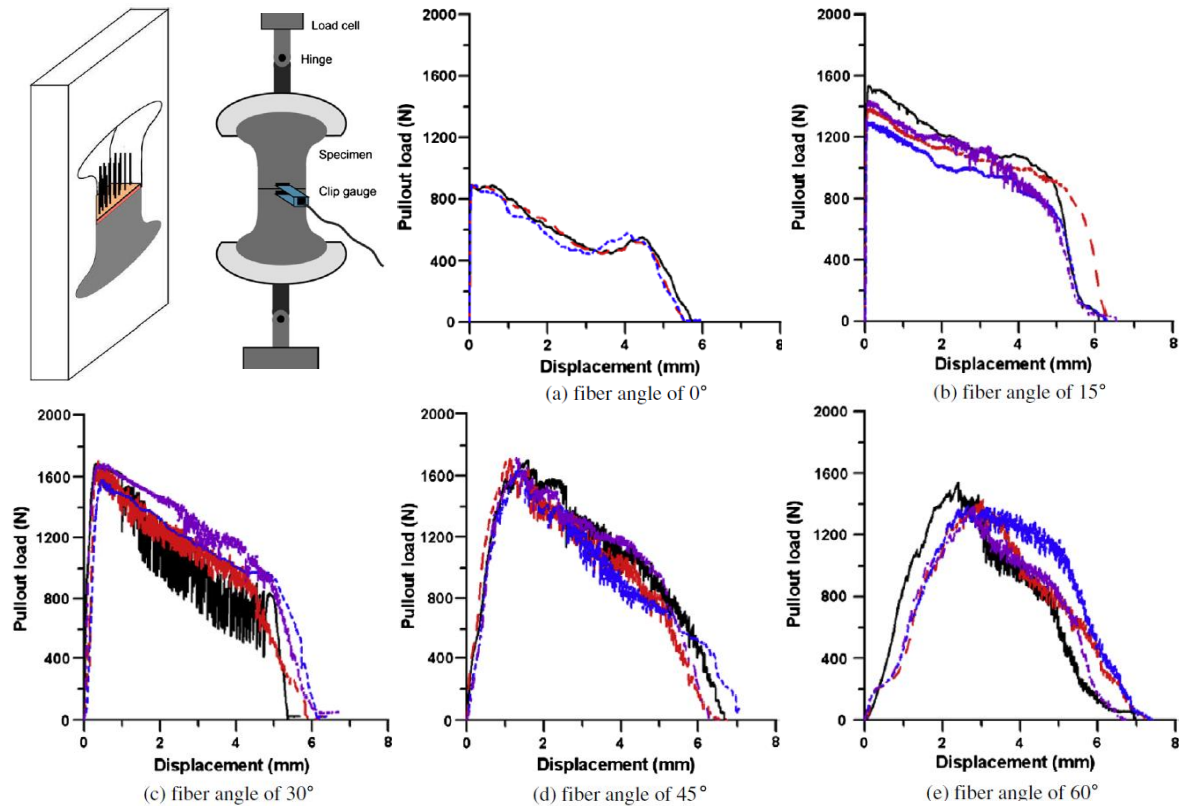 Load cell
Hinge
Specimen
Clip gauge
2000
1600
1200
800
400
0
Pullout load (N)
0 2 4 6 8
Displacement (mm)
(a) fiber angle of 0°
2000
1600
1200
800
400
0
Pullout load (N)
0 2 4 6 8
Displacement (mm)
(b) fiber angle of 15°
2000
1600
1200
800
400
0
Pullout load (N)
0 2 4 6 8
Displacement (mm)
(c) fiber angle of 30°
2000
1600
1200
800
400
0
Pullout load (N)
0 2 4 6 8
Displacement (mm)
(d) fiber angle of 45°
2000
1600
1200
800
400
0
Pullout load (N)
0 2 4 6 8
Displacement (mm)
(e) fiber angle of 60°